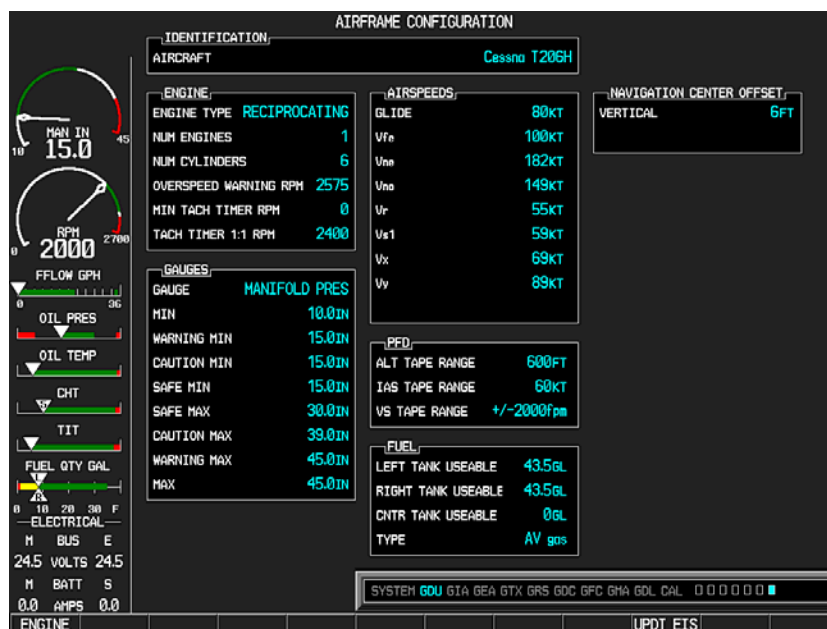 AIRFRAME CONFIGURATION
IDENTIFICATION
AIRCRAFT Cessna T206H
ENGINE
ENGINE TYPE RECIPROCATING
NUM ENGINES 1
NUM CYLINDERS 6
OVERSPEED WARNING RPM 2575
MIN TACH TIMER RPM 0
TACH TIMER 1:1 RPM 2400
GAUGES
GAUGE MANIFOLD PRES
MIN 10.0IN
WARNING MIN 15.0IN
CAUTION MIN 15.0IN
SAFE MIN 15.0IN
SAFE MAX 30.0IN
CAUTION MAX 39.0IN
WARNING MAX 45.0IN
MAX 45.0IN
AIRSPEEDS
GLIDE 80KT
Vfe 100KT
Vne 182KT
Vno 149KT
Vr 55KT
Vs1 59KT
Vx 69KT
Vy 89KT
PFD
ALT TAPE RANGE 600FT
IAS TAPE RANGE 60KT
VS TAPE RANGE +/-2000fpm
FUEL
LEFT TANK USEABLE 43.5GL
RIGHT TANK USEABLE 43.5GL
CNTR TANK USEABLE 0GL
TYPE AV gas
NAVIGATION CENTER OFFSET
VERTICAL 6FT
MAN IN
10 15.0 45
RPM
0 2000 2700
FFLOW GPH
0 36
OIL PRES
OIL TEMP
CHT
5
TIT
FUEL QTY GAL
L
R
0 10 20 30 F
ELECTRICAL
M BUS E
24.5 VOLTS 24.5
M BATT S
0.0 AMPS 0.0
SYSTEM GDU GIA GEA GTX GRS GDC GFC GMA GDL CAL
ENGINE UPDT EIS